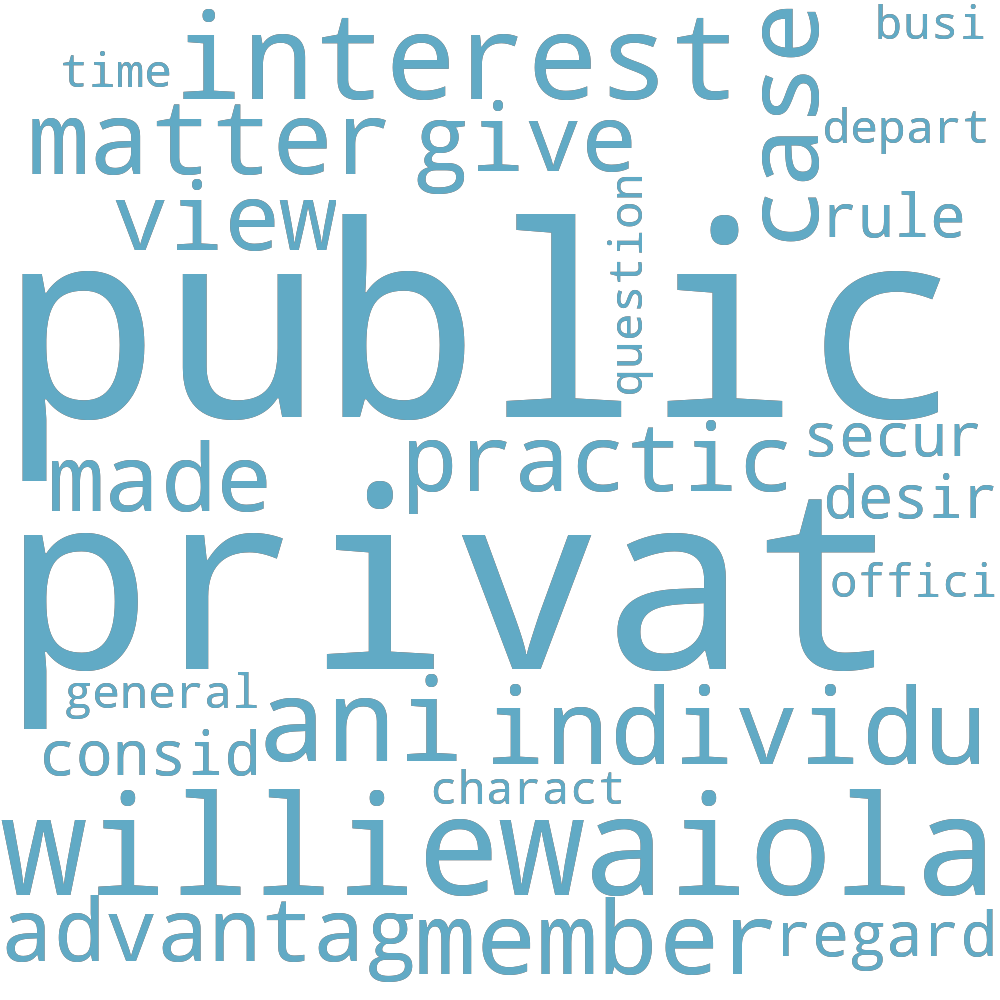 interest
case
busi
time
matter
give
depart
view
question
rule
public
made
practic
secur
desir
privat
offici
general
ani
individu
consid
charact
williewaiola
advantag
member
regard